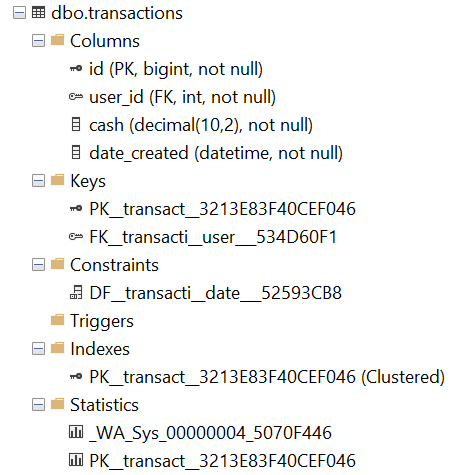 dbo.transactions
Columns
id (PK, bigint, not null)
user_id (FK, int, not null)
cash (decimal(10,2), not null)
date_created (datetime, not null)
Keys
PK__transact__3213E83F40CEF046
FK__transacti__user___534D60F1
Constraints
DF__transacti__date___52593CB8
Triggers
Indexes
PK__transact__3213E83F40CEF046 (Clustered)
Statistics
_WA_Sys_00000004_5070F446
PK__transact__3213E83F40CEF046